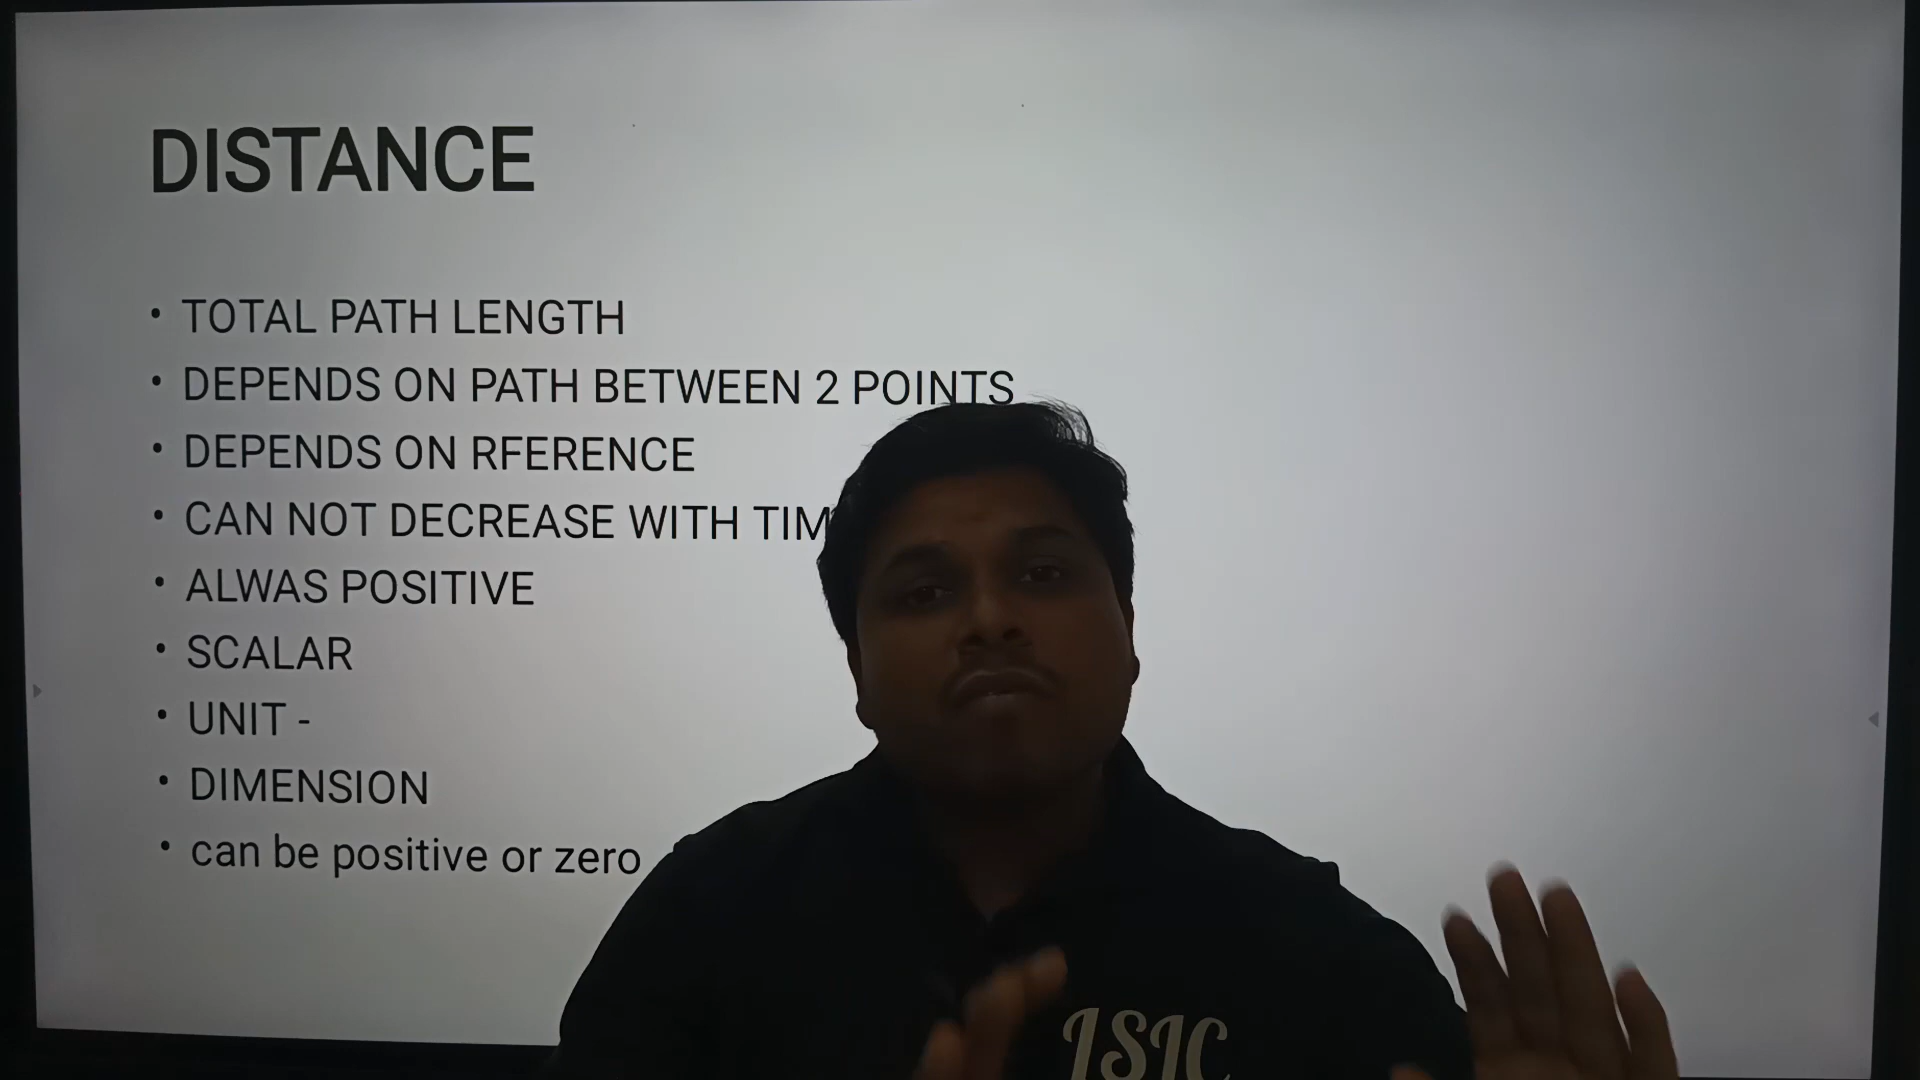 DISTANCE
• TOTAL PATH LENGTH
• DEPENDS ON PATH BETWEEN 2 POINTS
• DEPENDS ON RFERENCE
• CAN NOT DECREASE WITH TIM
• ALWAS POSITIVE
• SCALAR
• UNIT -
• DIMENSION
• can be positive or zero